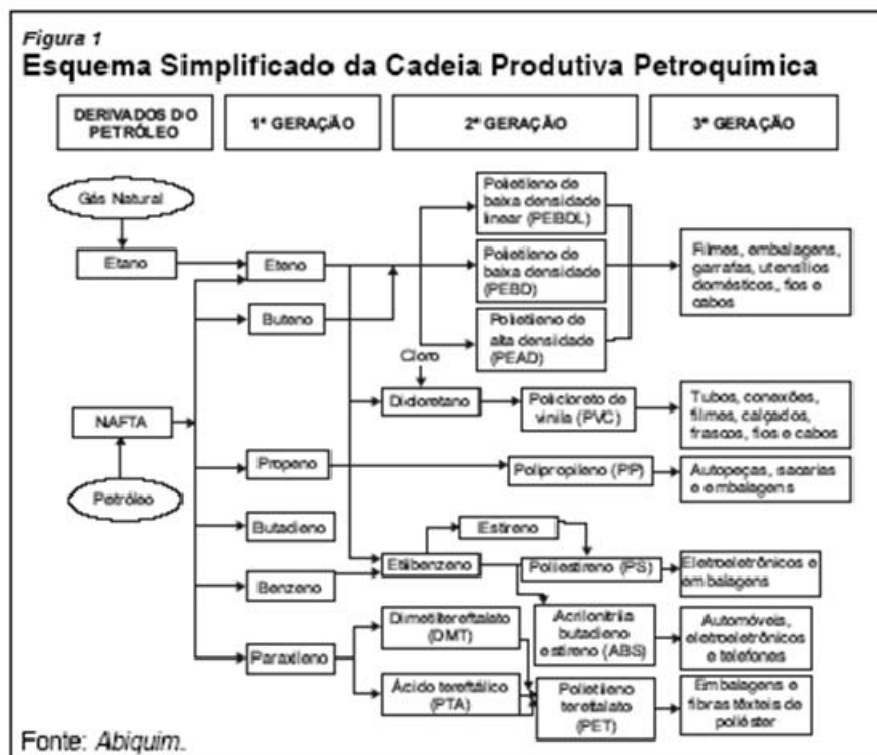 Figura 1
Esquema Simplificado da Cadeia Produtiva Petroquímica
DERIVADOS DO
PETRÓLEO
1ª GERAÇÃO
2ª GERAÇÃO
3ª GERAÇÃO
Gás Natural
Etano
Eteno
Buteno
Polietileno de
baixa densidade
linear (PEBDL)
Polietileno de
baixa densidade
(PEBD)
Polietileno de
alta densidade
(PEAD)
Filmes, embalagens,
garrafas, utensílios
domésticos, fios e
cabos
Cloro
Dicloretano
Policloreto de
vinila (PVC)
Tubos, conexões,
filmes, calçados,
frascos, fios e cabos
NAFTA
Petróleo
Propeno
Polipropileno (PP)
Autopeças, sacarias
e embalagens
Butadieno
Estireno
Benzeno
Etilbenzeno
Poliestireno (PS)
Eletroeletrônicos e
embalagens
Acrilonitrila
butadieno
estireno (ABS)
Automóveis,
eletroeletrônicos
e telefones
Paraxileno
Dimetiltereftalato
(DMT)
Ácido tereftálico
(PTA)
Polietileno
tereftalato
(PET)
Embalagens e
fibras têxteis de
poliéster
Fonte: Abiquim.